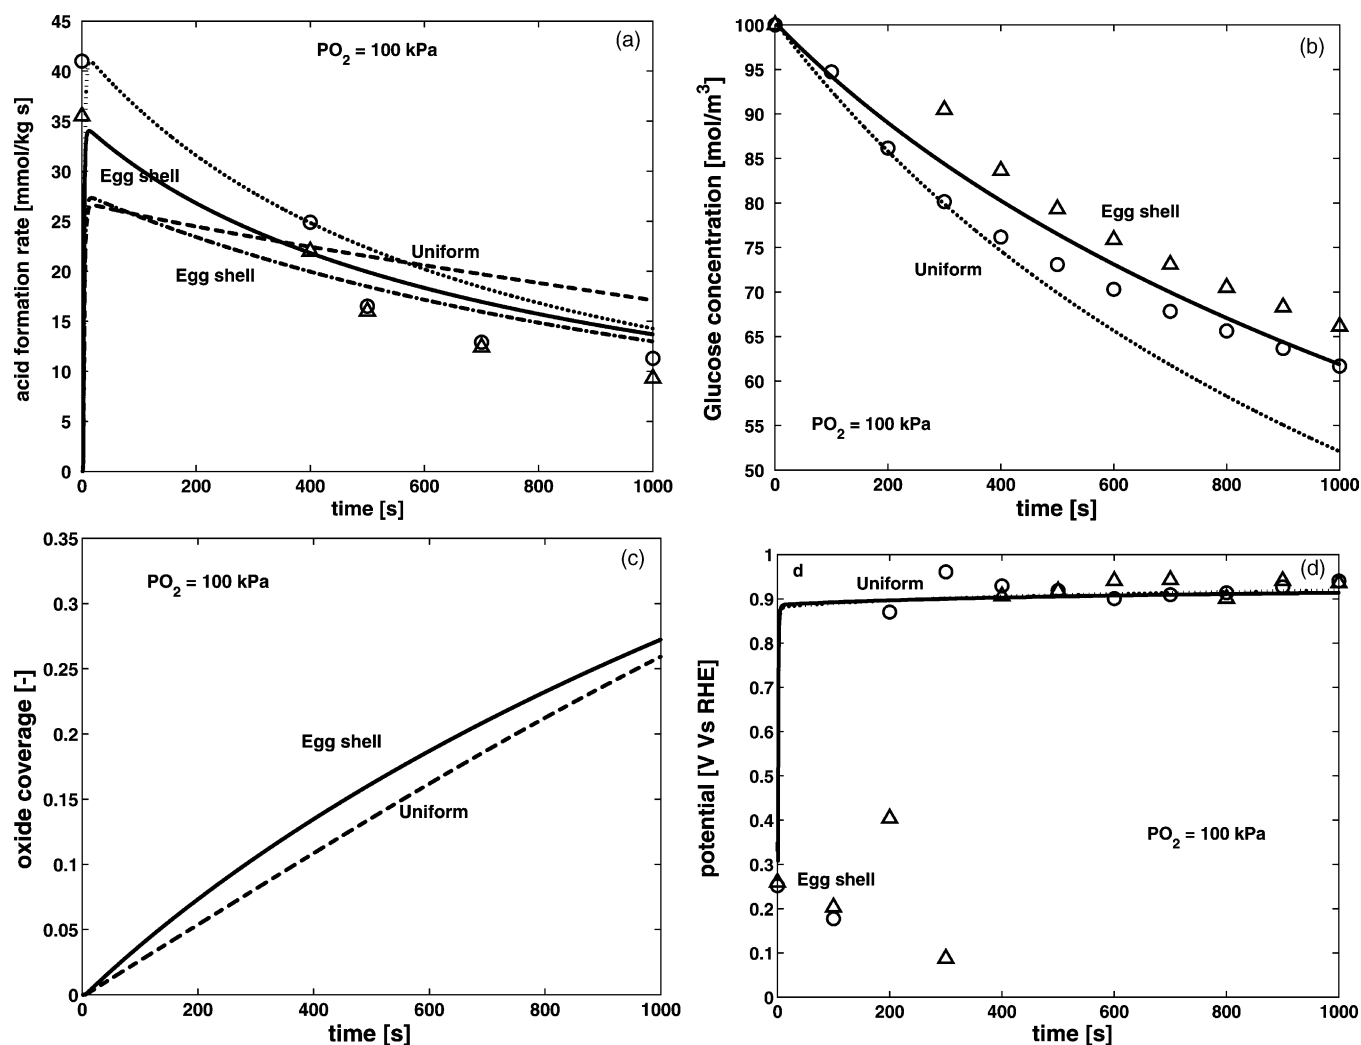 (a)
PO2 = 100 kPa
acid formation rate [mmol/kg s]
45
40
35
30
25
20
15
10
5
0
Egg shell
Uniform
Egg shell
0 200 400 600 800 1000
time [s]
(b)
Glucose concentration [mol/m³]
100
95
90
85
80
75
70
65
60
55
50
Egg shell
Uniform
PO2 = 100 kPa
0 200 400 600 800 1000
time [s]
(c)
PO2 = 100 kPa
oxide coverage [-]
0.35
0.3
0.25
0.2
0.15
0.1
0.05
0
Egg shell
Uniform
0 200 400 600 800 1000
time [s]
d
(d)
Uniform
potential [V Vs RHE]
1
0.9
0.8
0.7
0.6
0.5
0.4
0.3
0.2
0.1
0
PO2 = 100 kPa
Egg shell
0 200 400 600 800 1000
time [s]